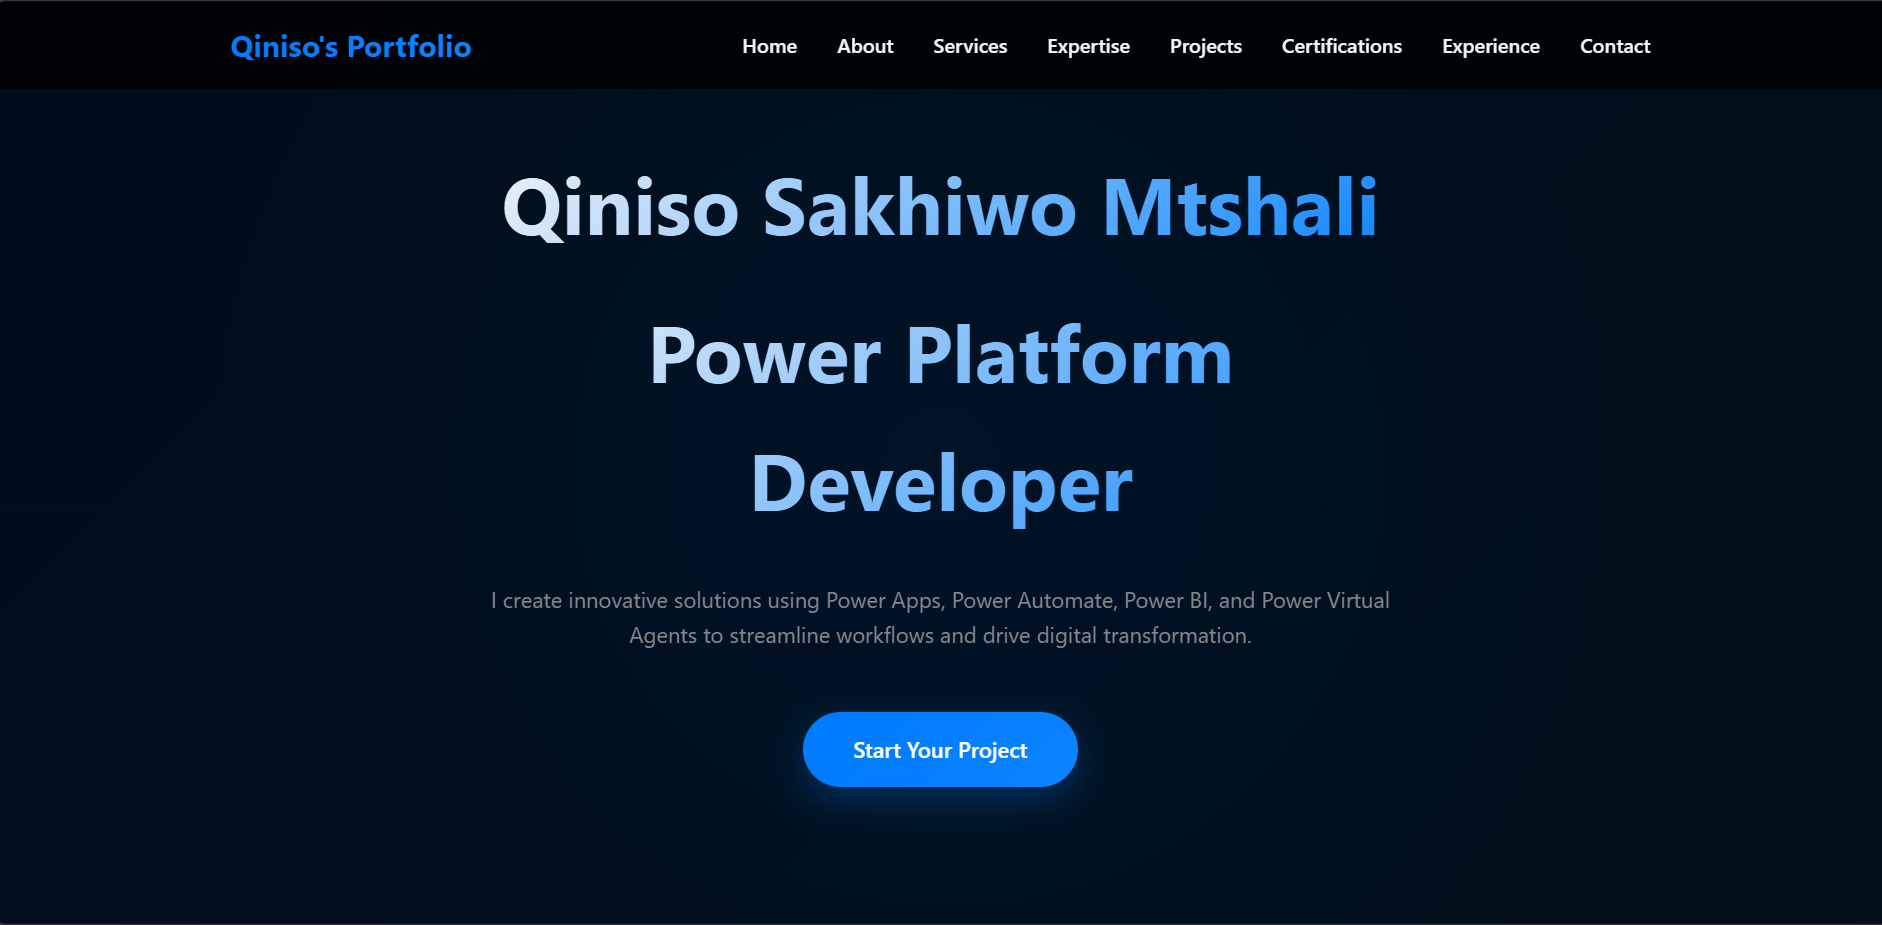 Qiniso's Portfolio
Home About Services Expertise Projects Certifications Experience Contact
Qiniso Sakhiwo Mtshali
Power Platform
Developer
I create innovative solutions using Power Apps, Power Automate, Power BI, and Power Virtual
Agents to streamline workflows and drive digital transformation.
Start Your Project